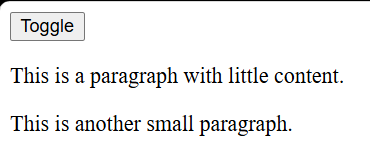 Toggle
This is a paragraph with little content.
This is another small paragraph.